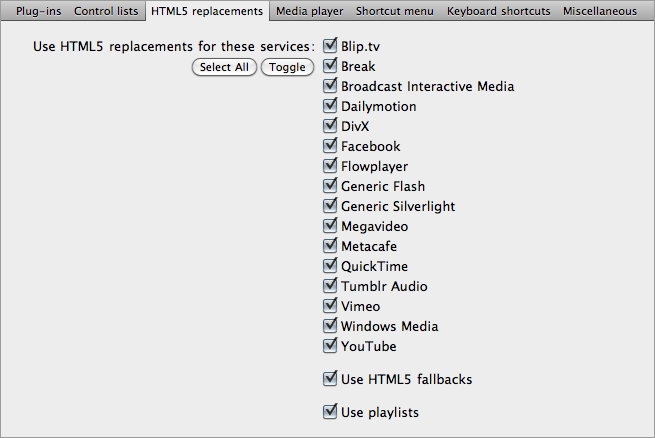 Plug-ins Control lists HTML5 replacements Media player Shortcut menu Keyboard shortcuts Miscellaneous
Use HTML5 replacements for these services: Blip.tv
Select All Toggle Break
Broadcast Interactive Media
Dailymotion
DivX
Facebook
Flowplayer
Generic Flash
Generic Silverlight
Megavideo
Metacafe
QuickTime
Tumblr Audio
Vimeo
Windows Media
YouTube
Use HTML5 fallbacks
Use playlists